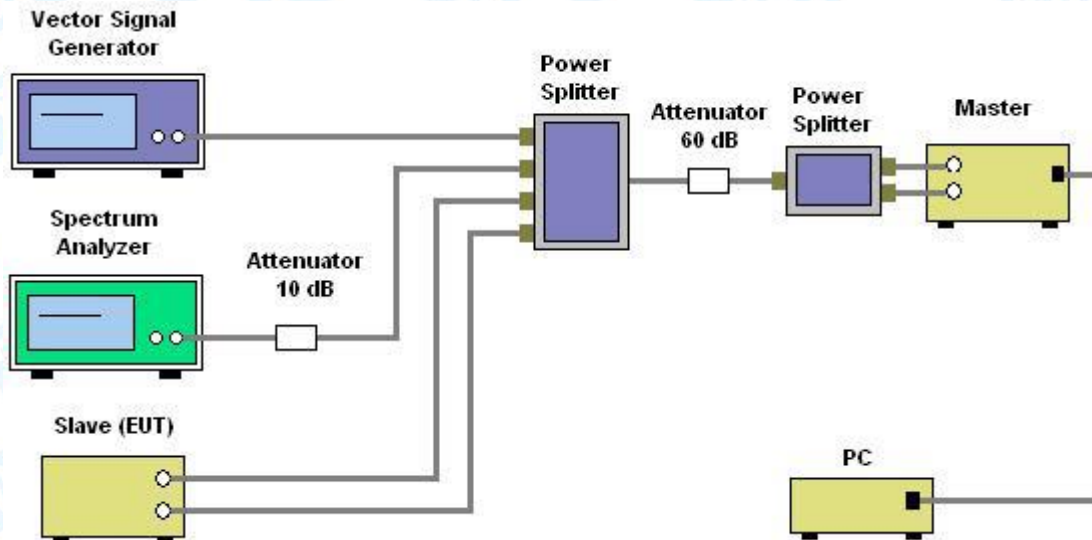 Vector Signal
Generator
Power
Splitter
Attenuator
60 dB
Power
Splitter
Master
Spectrum
Analyzer
Attenuator
10 dB
Slave (EUT)
PC